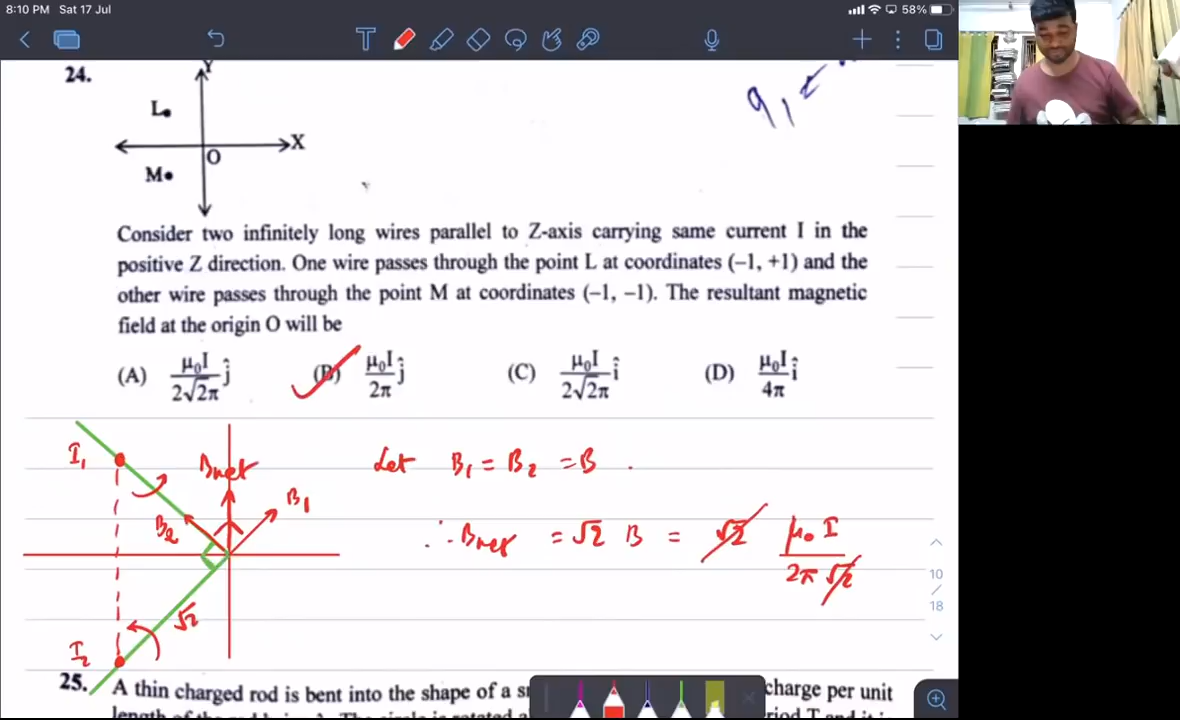 8:10 PM Sat 17 Jul
58%
24.
Y
L
X
O
M
Consider two infinitely long wires parallel to Z-axis carrying same current I in the
positive Z direction. One wire passes through the point L at coordinates (−1, +1) and the
other wire passes through the point M at coordinates (−1, −1). The resultant magnetic
field at the origin O will be
(A) μ₀I/2√2π ĵ (B) μ₀I/2π ĵ (C) μ₀I/2√2π î (D) μ₀I/4π î
I₁ Bnet B₁ B₂
Let B₁ = B₂ = B .
∴ Bnet = √2 B = √2 μ₀ I / 2π √2
√2
I₂
10
/
18
25. A thin charged rod is bent into the shape of a charge per unit